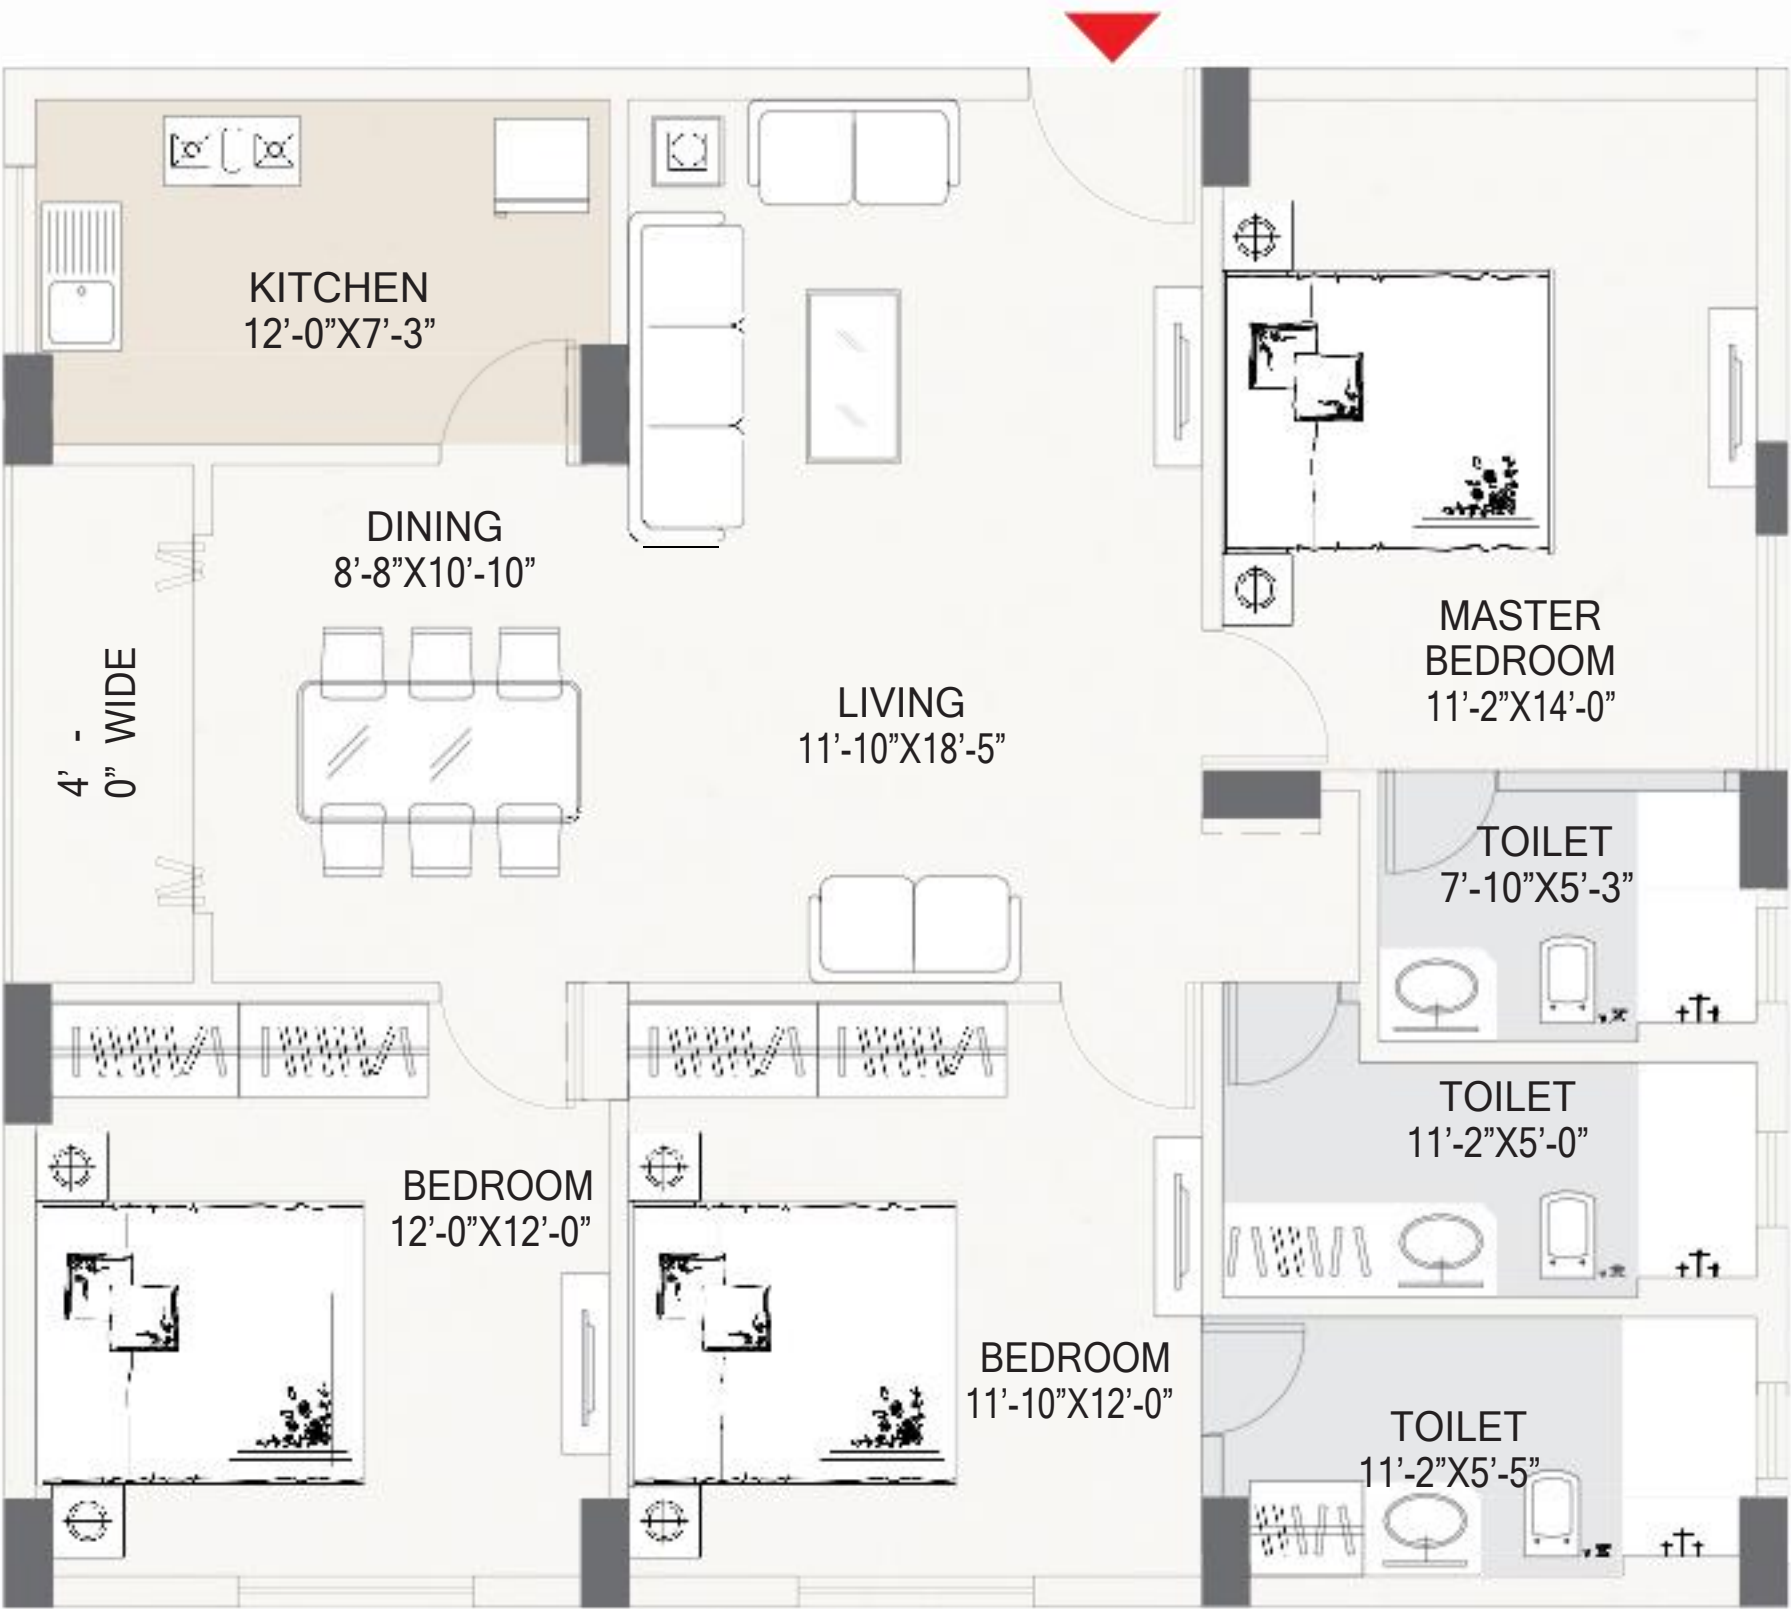 KITCHEN
12’-0”X7’-3”
DINING
8’-8”X10’-10”
4’ -
0” WIDE
LIVING
11’-10”X18’-5”
MASTER
BEDROOM
11’-2”X14’-0”
TOILET
7’-10”X5’-3”
TOILET
11’-2”X5’-0”
BEDROOM
12’-0”X12’-0”
BEDROOM
11’-10”X12’-0”
TOILET
11’-2”X5’-5”